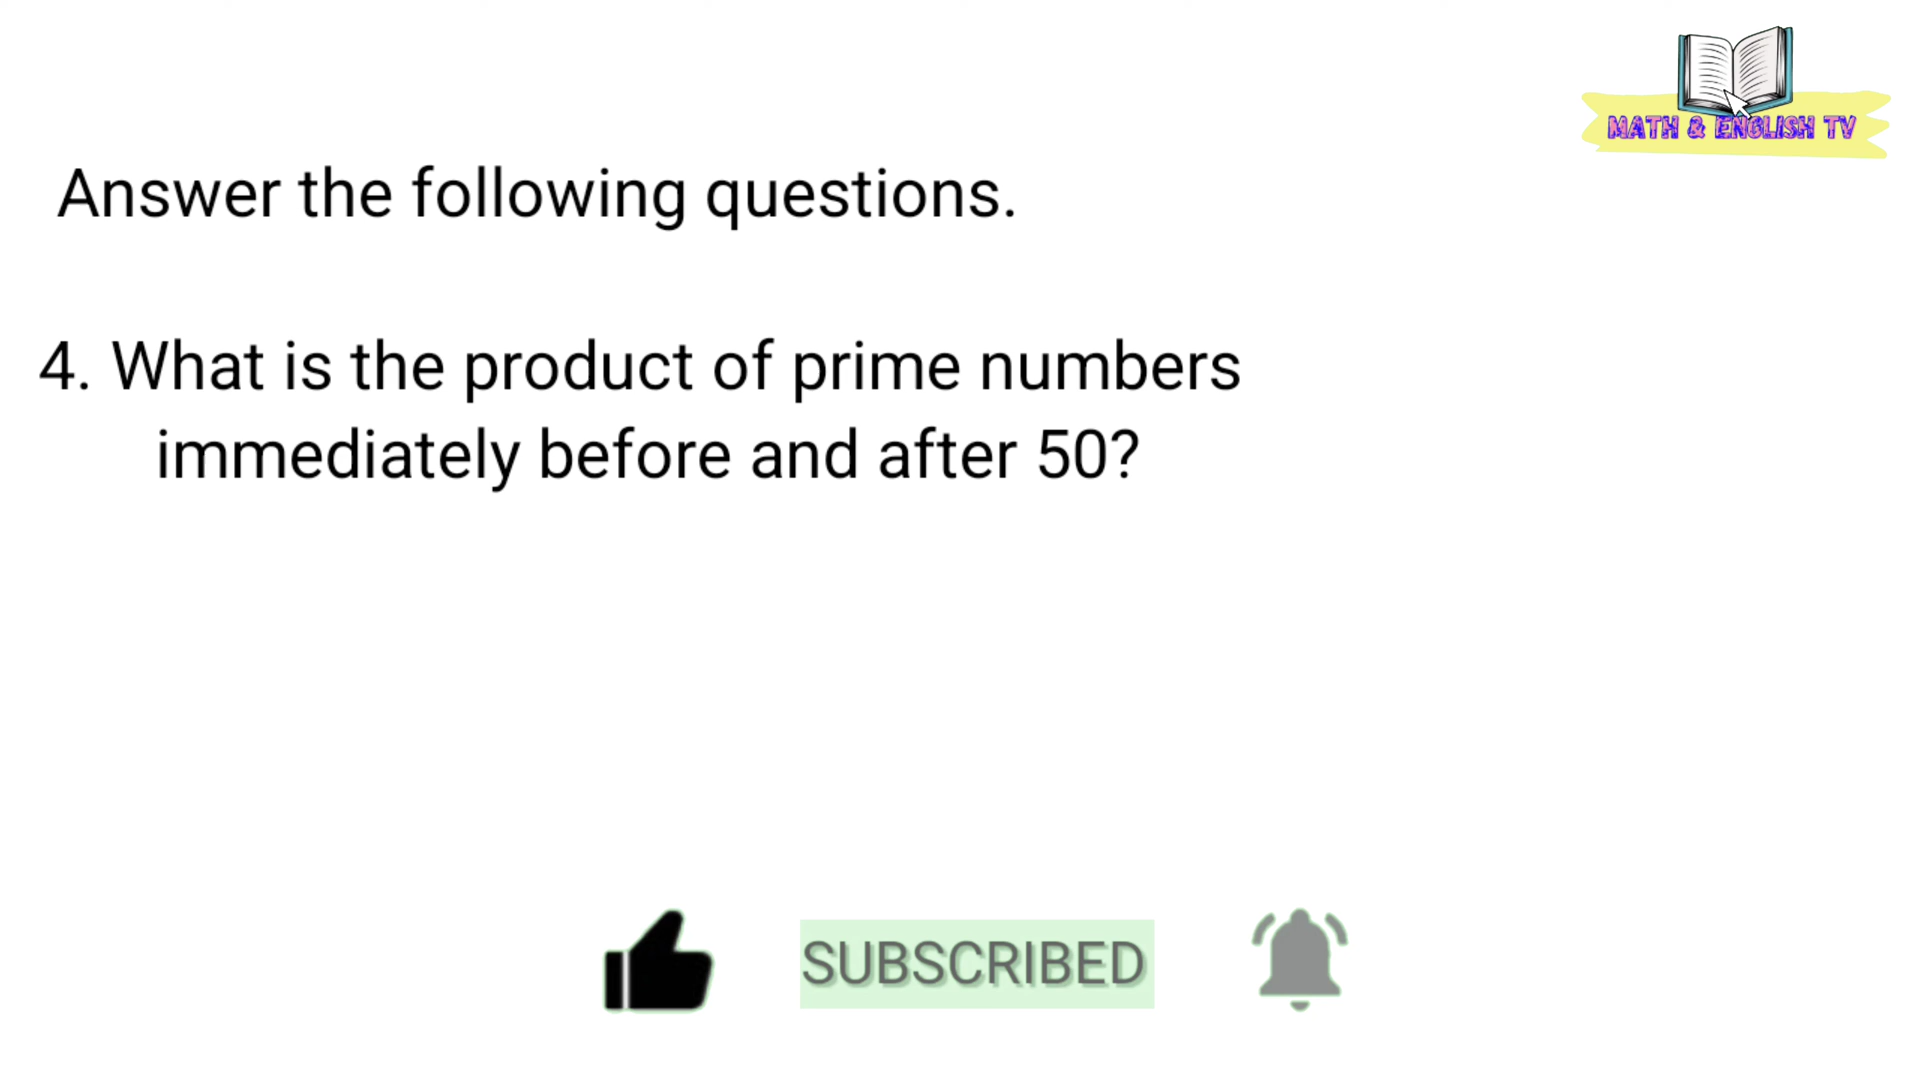 MATH & ENGLISH TV
Answer the following questions.
4. What is the product of prime numbers
immediately before and after 50?
SUBSCRIBED